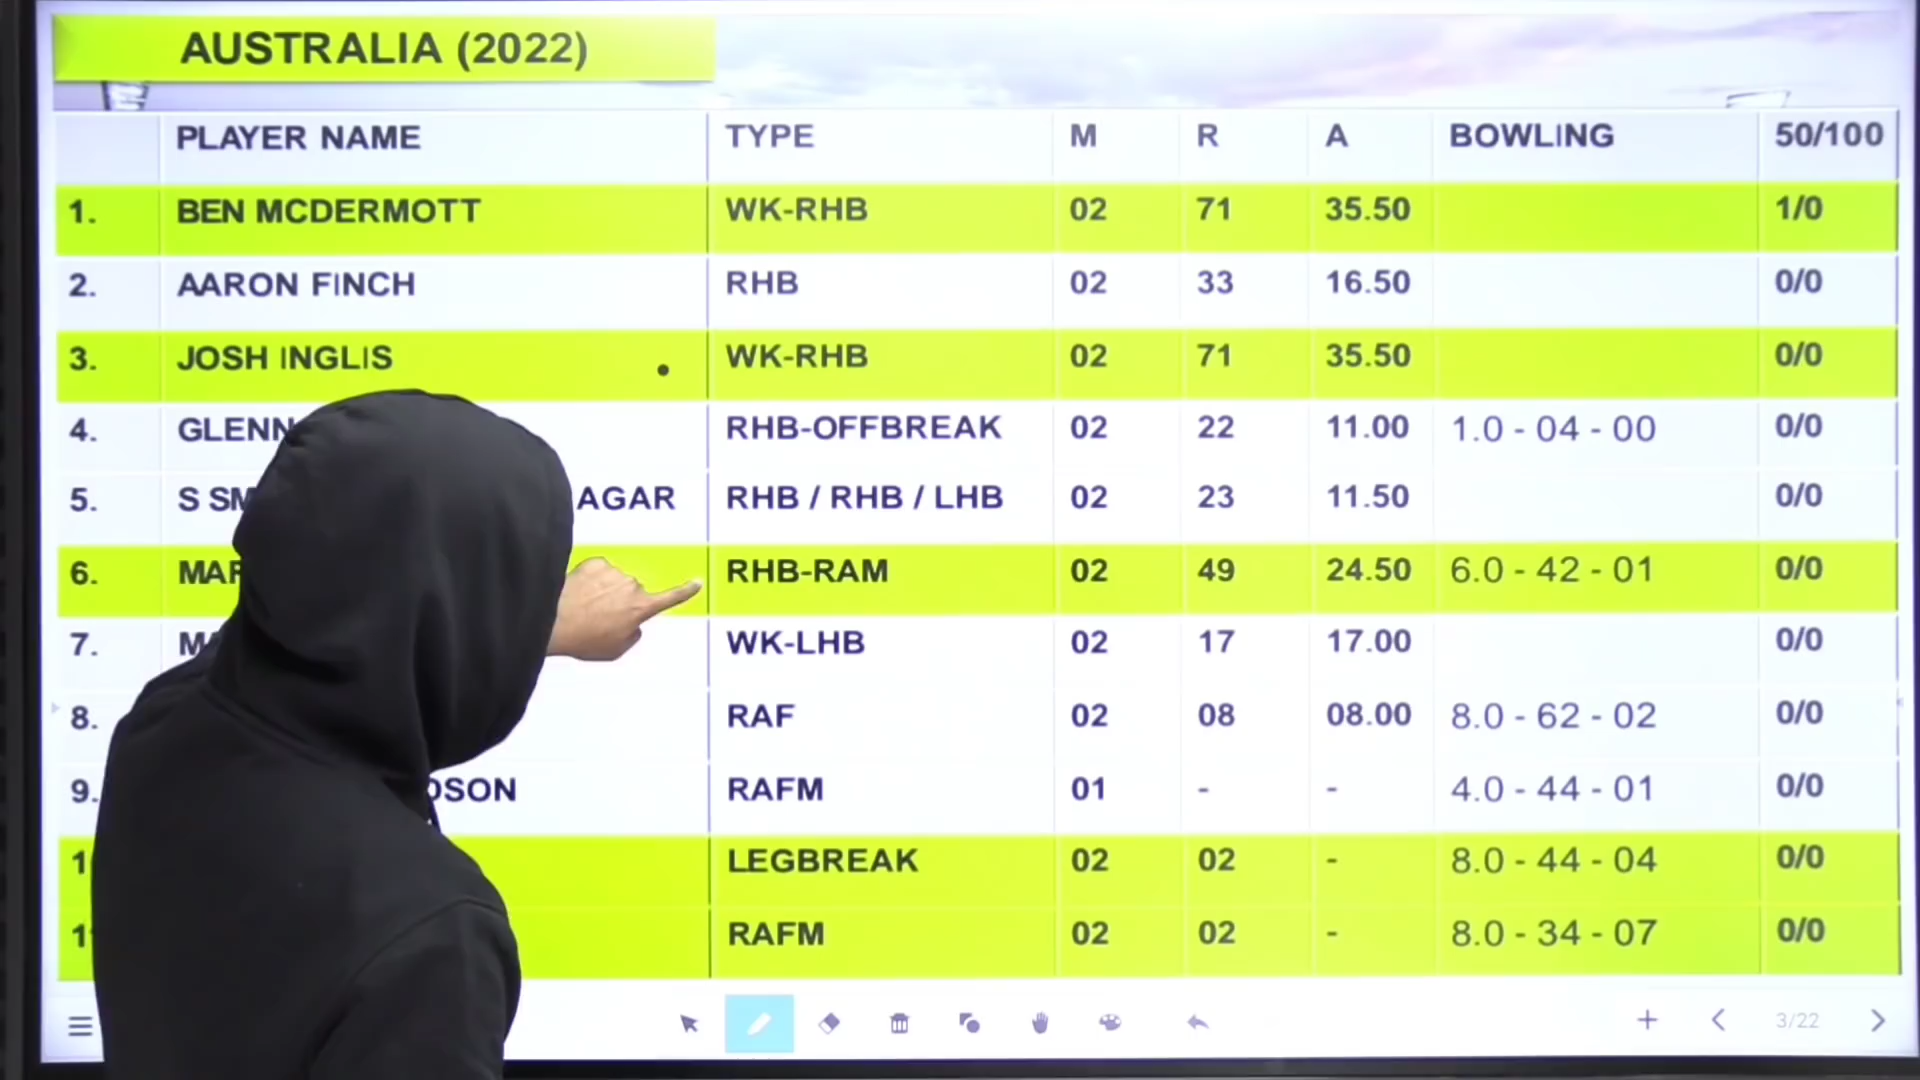 AUSTRALIA (2022)
PLAYER NAME TYPE M R A BOWLING 50/100
1. BEN MCDERMOTT WK-RHB 02 71 35.50 1/0
2. AARON FINCH RHB 02 33 16.50 0/0
3. JOSH INGLIS WK-RHB 02 71 35.50 0/0
4. GLENN RHB-OFFBREAK 02 22 11.00 1.0 - 04 - 00 0/0
5. S AGAR RHB / RHB / LHB 02 23 11.50 0/0
6. RHB-RAM 02 49 24.50 6.0 - 42 - 01 0/0
7. WK-LHB 02 17 17.00 0/0
8. RAF 02 08 08.00 8.0 - 62 - 02 0/0
9. RAFM 01 - - 4.0 - 44 - 01 0/0
LEGBREAK 02 02 - 8.0 - 44 - 04 0/0
RAFM 02 02 - 8.0 - 34 - 07 0/0
3/22